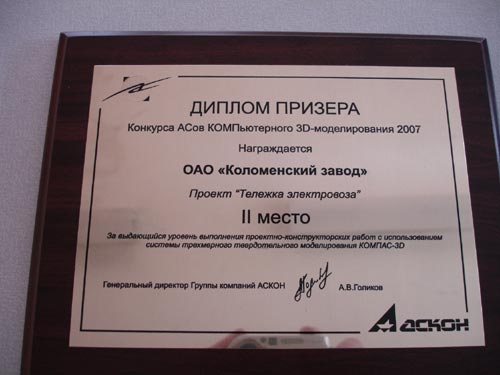 ДИПЛОМ ПРИЗЕРА
Конкурса АСов КОМПьютерного 3D-моделирования 2007
Награждается
ОАО «Коломенский завод»
Проект "Тележка электровоза"
II место
За выдающийся уровень выполнения проектно-конструкторских работ с использованием
системы трехмерного твердотельного моделирования КОМПАС-3D
Генеральный директор Группы компаний АСКОН А.В.Голиков
АСКОН